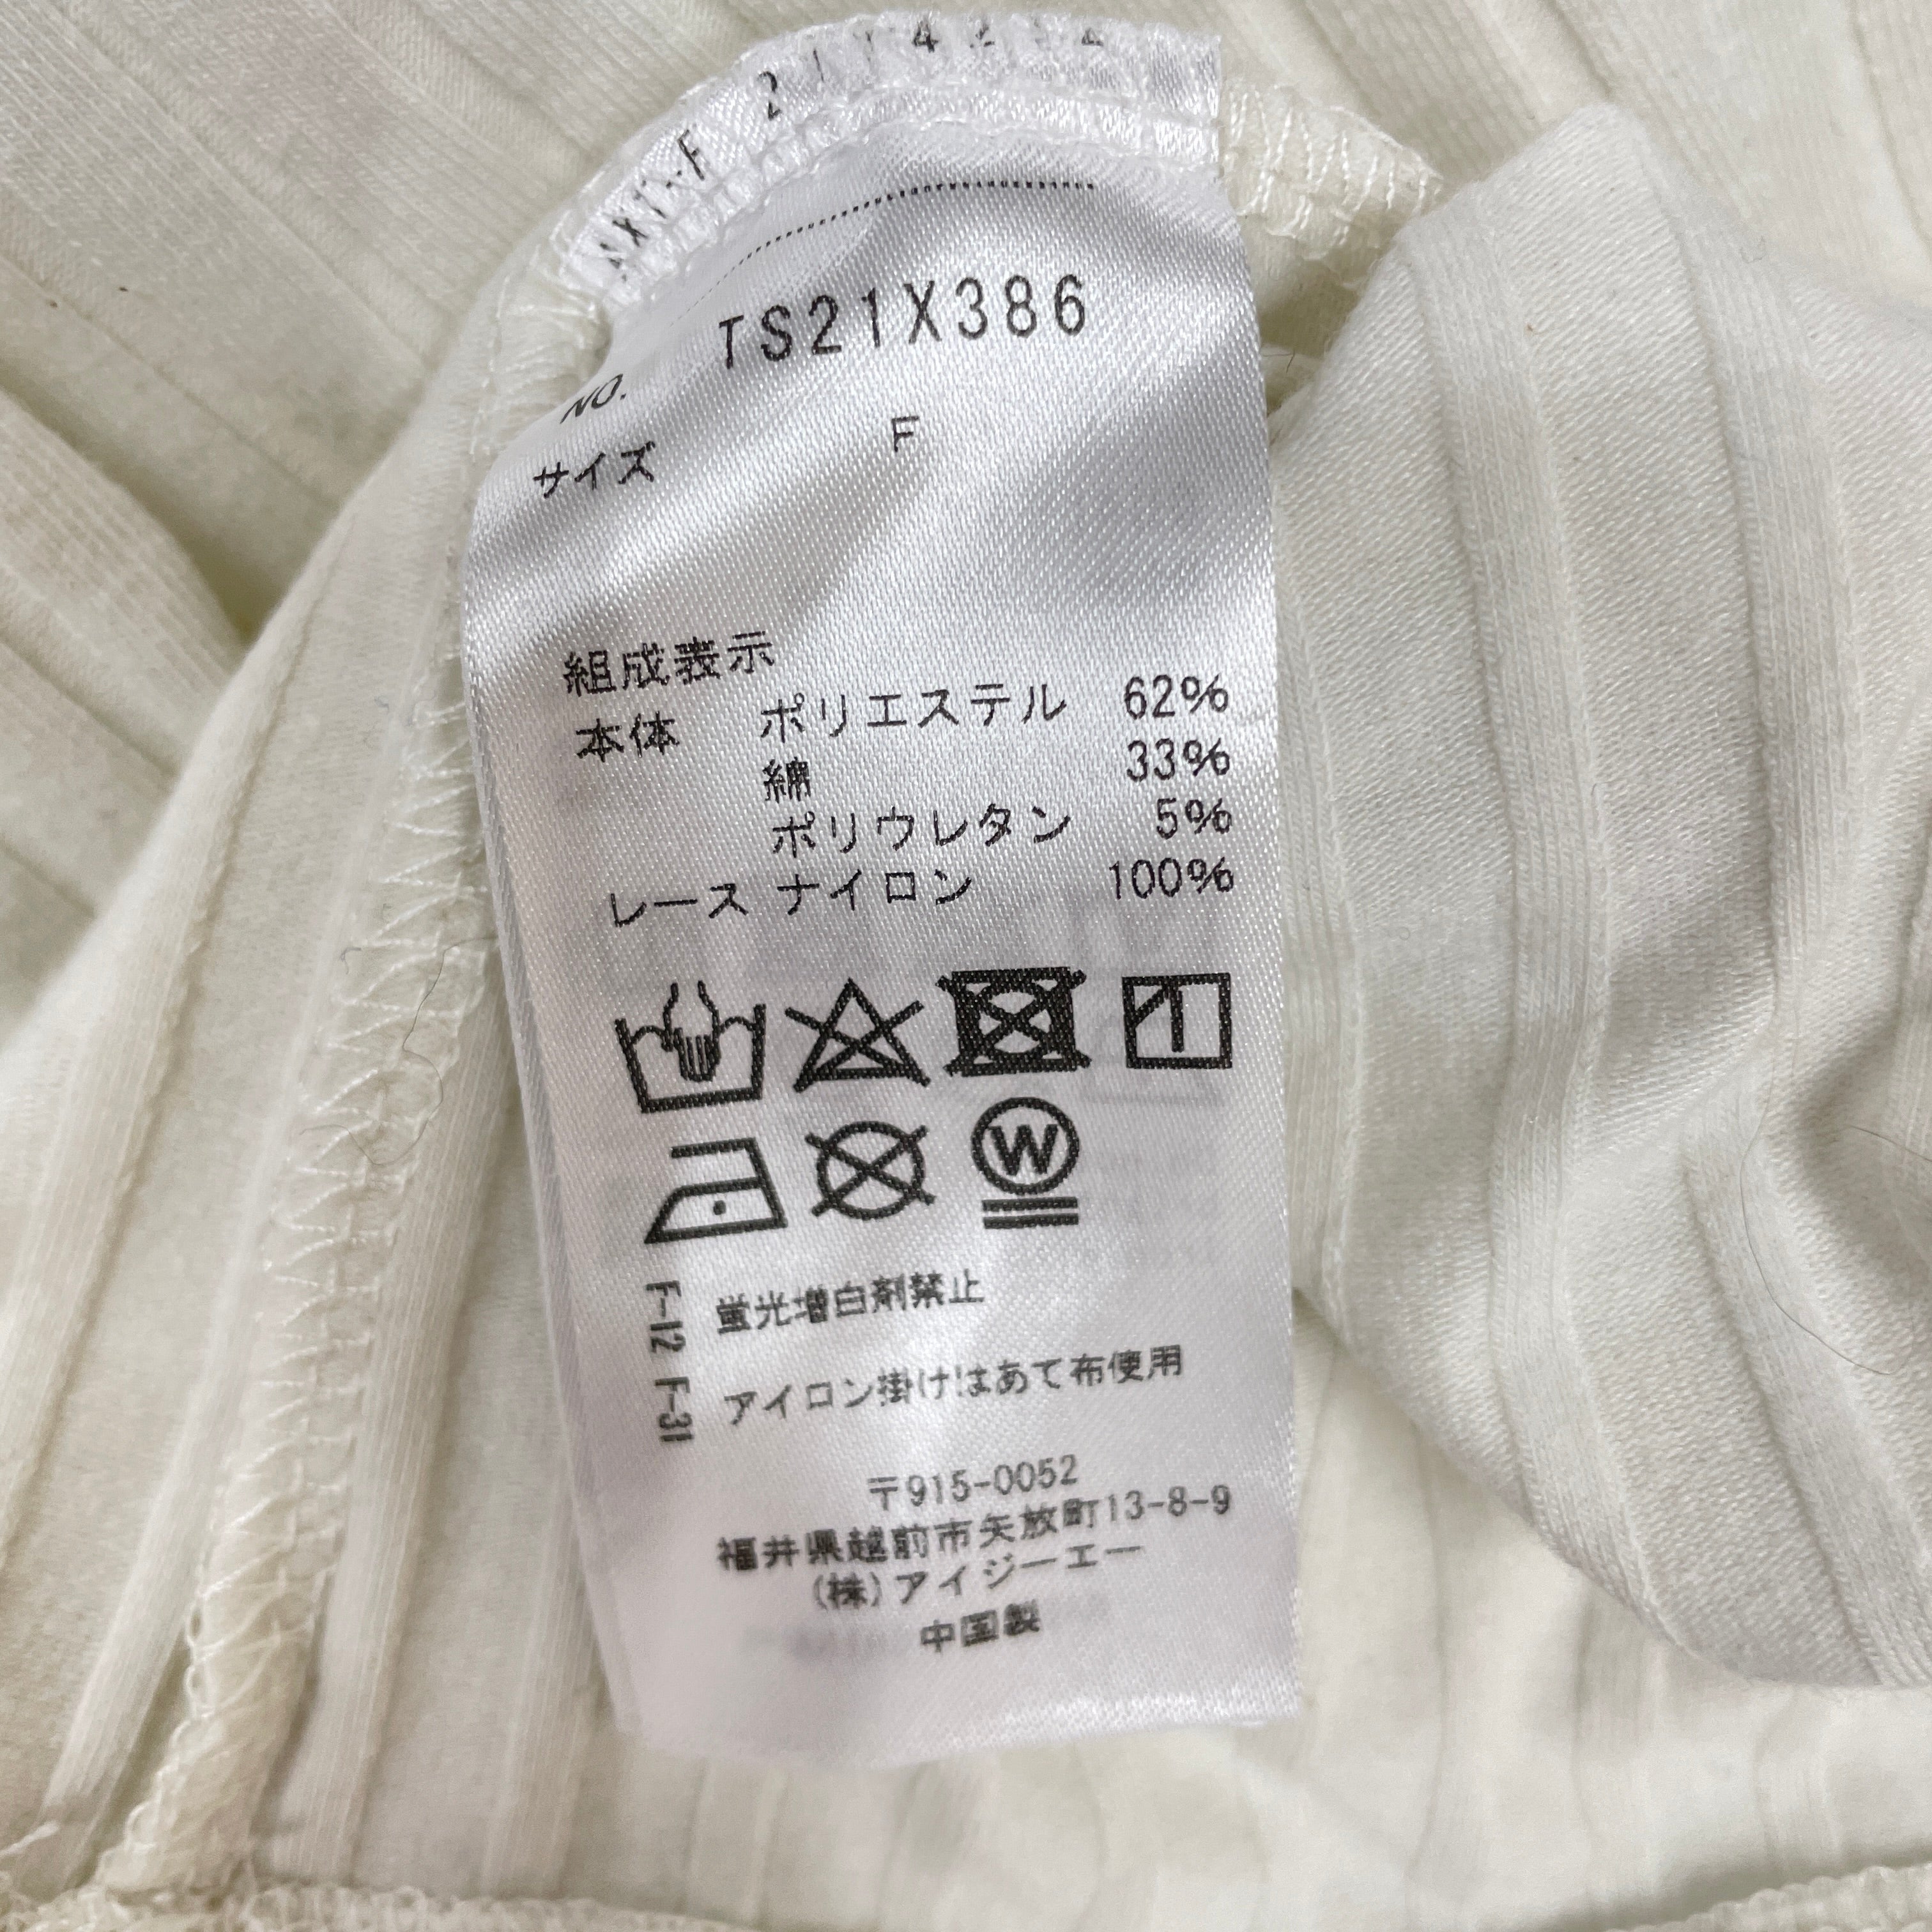 NO. TS21X386
サイズ F
組成表示
本体 ポリエステル 62%
綿 33%
ポリウレタン 5%
レース ナイロン 100%
W
F-12 蛍光増白剤禁止
F-31 アイロン掛けはあて布使用
〒915-0052
福井県越前市矢放町13-8-9
(株)アイジーエー
中国製